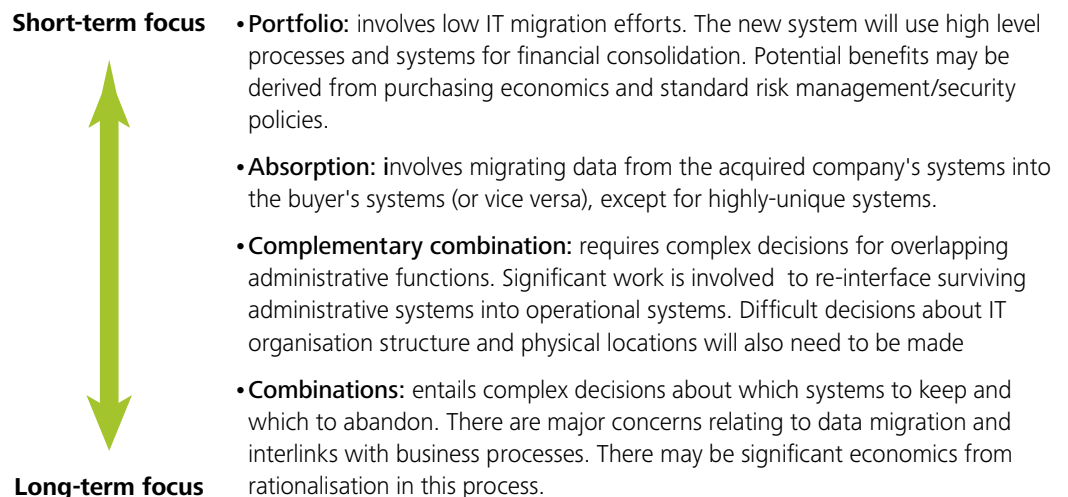 Short-term focus
• Portfolio: involves low IT migration efforts. The new system will use high level
processes and systems for financial consolidation. Potential benefits may be
derived from purchasing economics and standard risk management/security
policies.
• Absorption: involves migrating data from the acquired company's systems into
the buyer's systems (or vice versa), except for highly-unique systems.
• Complementary combination: requires complex decisions for overlapping
administrative functions. Significant work is involved  to re-interface surviving
administrative systems into operational systems. Difficult decisions about IT
organisation structure and physical locations will also need to be made
• Combinations: entails complex decisions about which systems to keep and
which to abandon. There are major concerns relating to data migration and
interlinks with business processes. There may be significant economics from
rationalisation in this process.
Long-term focus